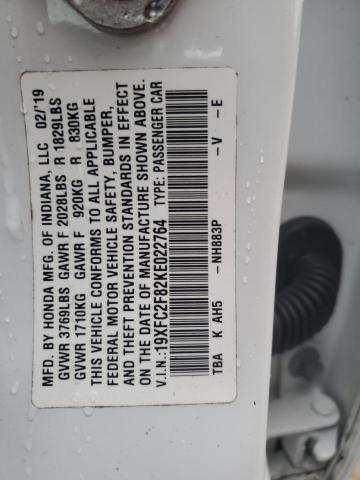 MFD. BY HONDA MFG. OF INDIANA, LLC 02/'19
GVWR 3769LBS GAWR F 2028LBS R 1829LBS
GVWR 1710KG GAWR F 920KG R 830KG
THIS VEHICLE CONFORMS TO ALL APPLICABLE
FEDERAL MOTOR VEHICLE SAFETY, BUMPER,
AND THEFT PREVENTION STANDARDS IN EFFECT
ON THE DATE OF MANUFACTURE SHOWN ABOVE.
V.I.N.:19XFC2F82KE022764 TYPE: PASSENGER CAR
-NH883P -V -E
TBA K AH5